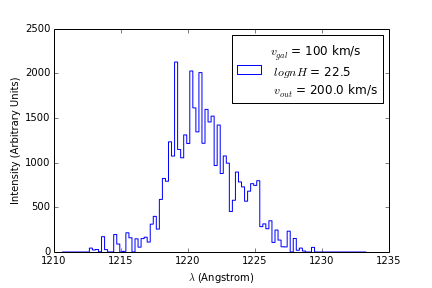 2500
2000
1500
1000
500
0
1210
1215
1220
1225
1230
1235
Intensity (Arbitrary Units)
λ (Angstrom)
v_gal = 100 km/s
lognH = 22.5
v_out = 200.0 km/s